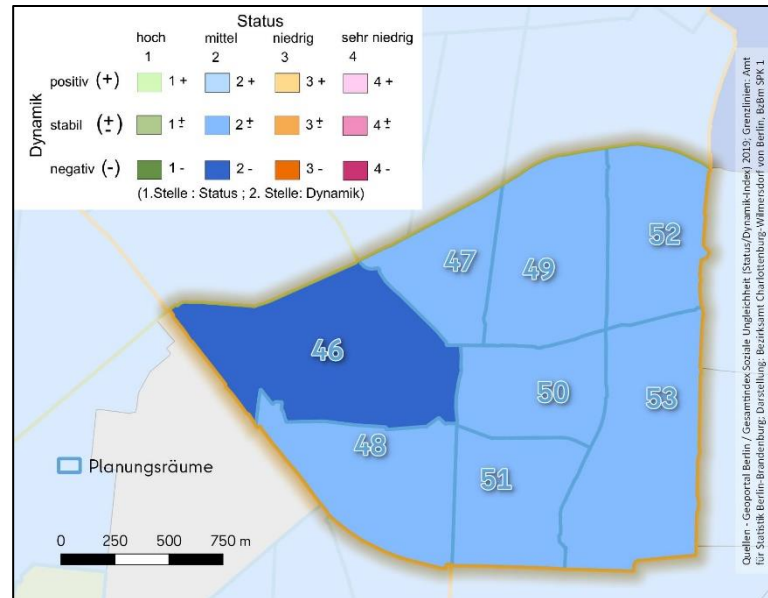 Status
hoch mittel niedrig sehr niedrig
1 2 3 4
Dynamik
positiv (+) 1 + 2 + 3 + 4 +
stabil (±) 1 ± 2 ± 3 ± 4 ±
negativ (-) 1 - 2 - 3 - 4 -
(1.Stelle : Status ; 2. Stelle: Dynamik)
47 49 52
46 50 53
48 51
Planungsräume
0 250 500 750 m
Quellen - Geoportal Berlin / Gesamtindex Soziale Ungleichheit (Status/Dynamik-Index) 2019; Grenzlinien: Amt
für Statistik Berlin-Brandenburg; Darstellung: Bezirksamt Charlottenburg-Wilmersdorf von Berlin, BzBm SPK 1